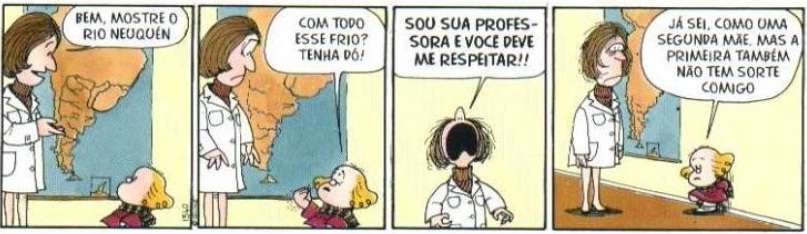 BEM, MOSTRE O
RIO NEUQUÉN
COM TODO
ESSE FRIO?
TENHA DÓ!
SOU SUA PROFES-
SORA E VOCÊ DEVE
ME RESPEITAR!!
JÁ SEI, COMO UMA
SEGUNDA MÃE. MAS A
PRIMEIRA TAMBÉM
NÃO TEM SORTE
COMIGO